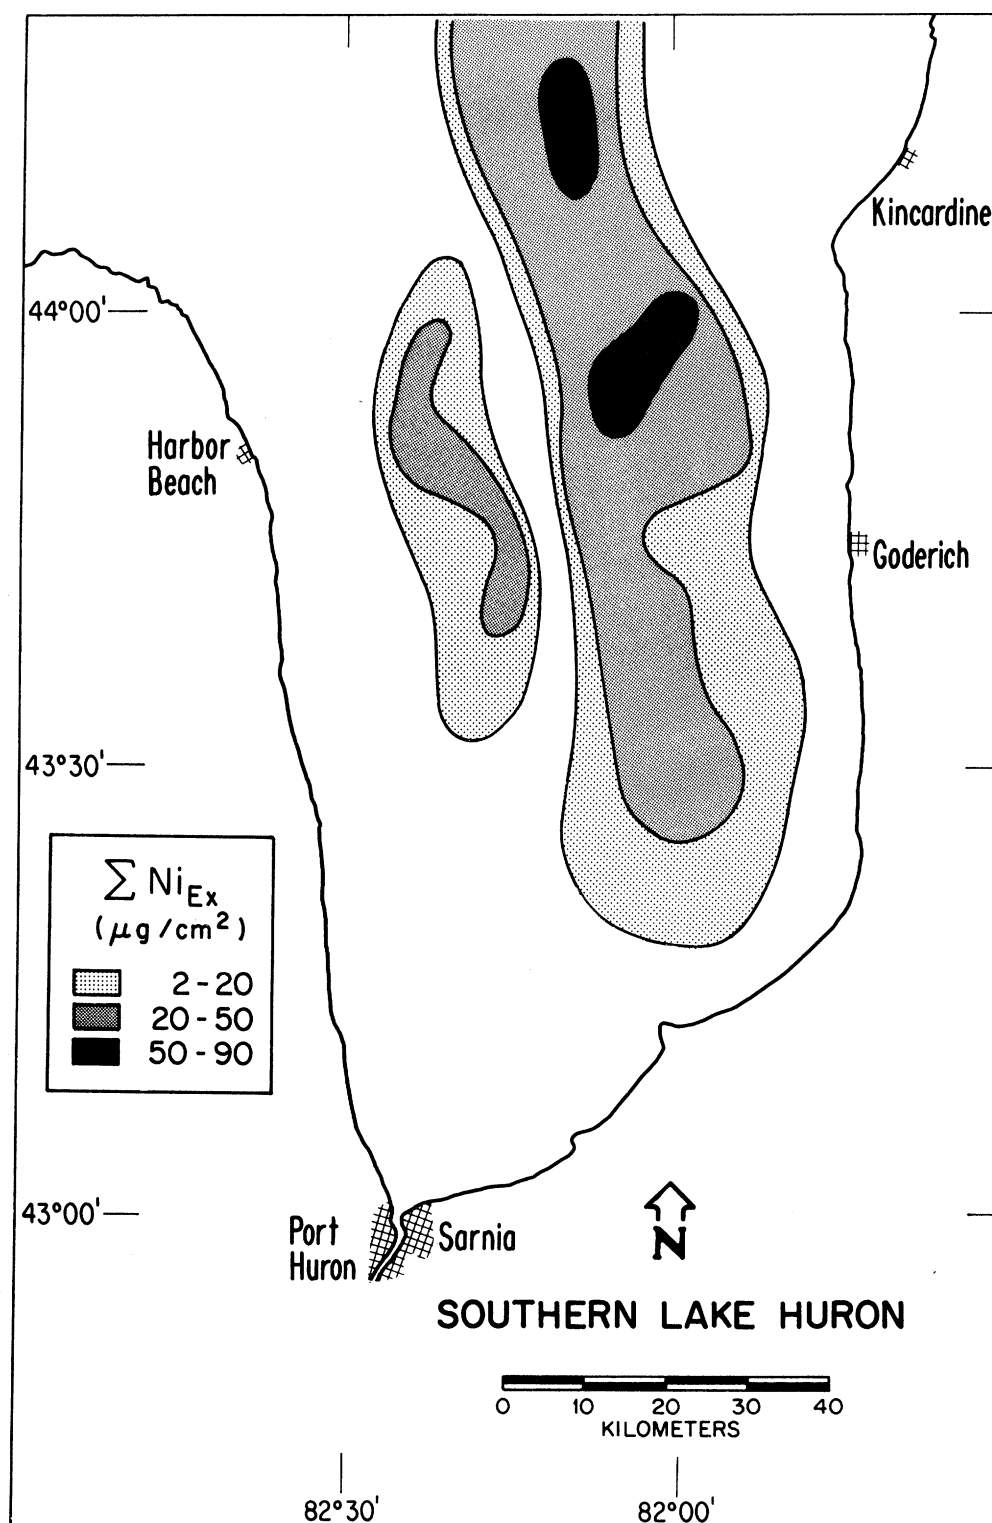 Kincardine
44°00'
Harbor
Beach
Goderich
43°30'
Σ Ni_Ex
(μg/cm²)
2-20
20-50
50-90
43°00'
Port
Huron
Sarnia
N
SOUTHERN LAKE HURON
0 10 20 30 40
KILOMETERS
82°30' 82°00'